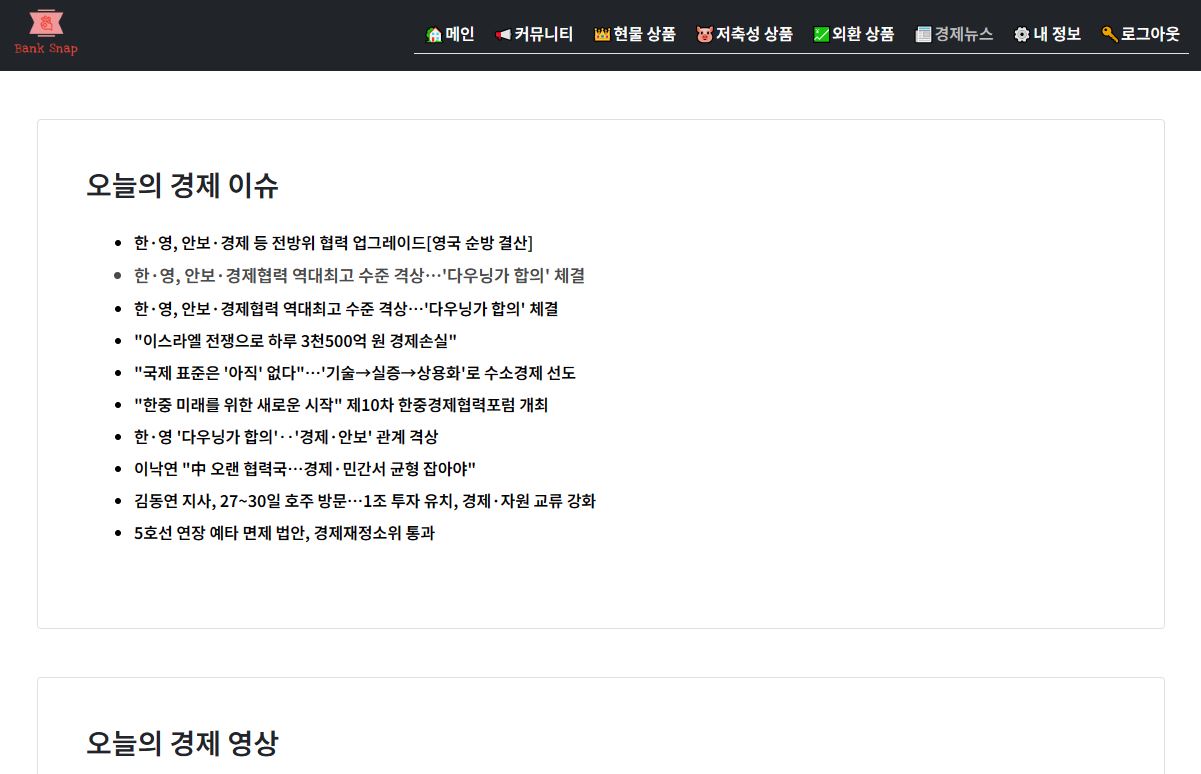 Bank Snap
메인 커뮤니티 현물 상품 저축성 상품 외환 상품 경제뉴스 내 정보 로그아웃
오늘의 경제 이슈
한·영, 안보·경제 등 전방위 협력 업그레이드[영국 순방 결산]
한·영, 안보·경제협력 역대최고 수준 격상…'다우닝가 합의' 체결
한·영, 안보·경제협력 역대최고 수준 격상…'다우닝가 합의' 체결
"이스라엘 전쟁으로 하루 3천500억 원 경제손실"
"국제 표준은 '아직' 없다"…'기술→실증→상용화'로 수소경제 선도
"한중 미래를 위한 새로운 시작" 제10차 한중경제협력포럼 개최
한·영 '다우닝가 합의'‥'경제·안보' 관계 격상
이낙연 "中 오랜 협력국…경제·민간서 균형 잡아야"
김동연 지사, 27~30일 호주 방문…1조 투자 유치, 경제·자원 교류 강화
5호선 연장 예타 면제 법안, 경제재정소위 통과
오늘의 경제 영상